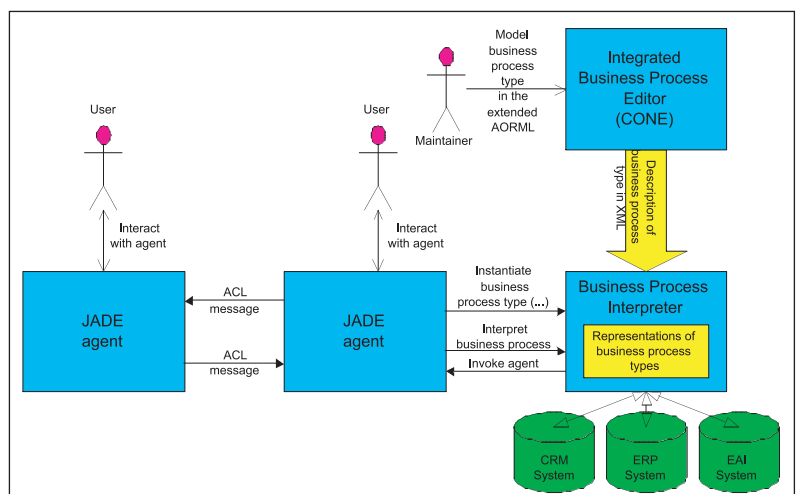 Model
business
process
type
in the
extended
AORML
Integrated
Business Process
Editor
(CONE)
User
User
Maintainer
Description of
business process
type in XML
Interact
with agent
Interact
with agent
JADE
agent
ACL
message
ACL
message
JADE
agent
Instantiate
business
process type (...)
Interpret
business process
Invoke agent
Business Process
Interpreter
Representations of
business process
types
CRM
System
ERP
System
EAI
System